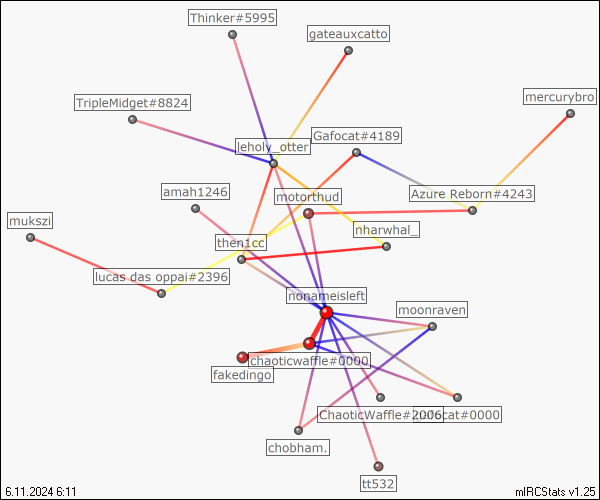 Thinker#5995
gateauxcatto
mercurybro
TripleMidget#8824
Gafocat#4189
leholy_otter
amah1246
motorthud
Azure Reborn#4243
mukszi
nharwhal_
then1cc
lucas das oppai#2396
nonameisleft
moonraven
chaoticwaffle#0000
fakedingo
ChaoticWaffle#2006
#0000
chobham.
tt532
6.11.2024 6:11
mIRCStats v1.25